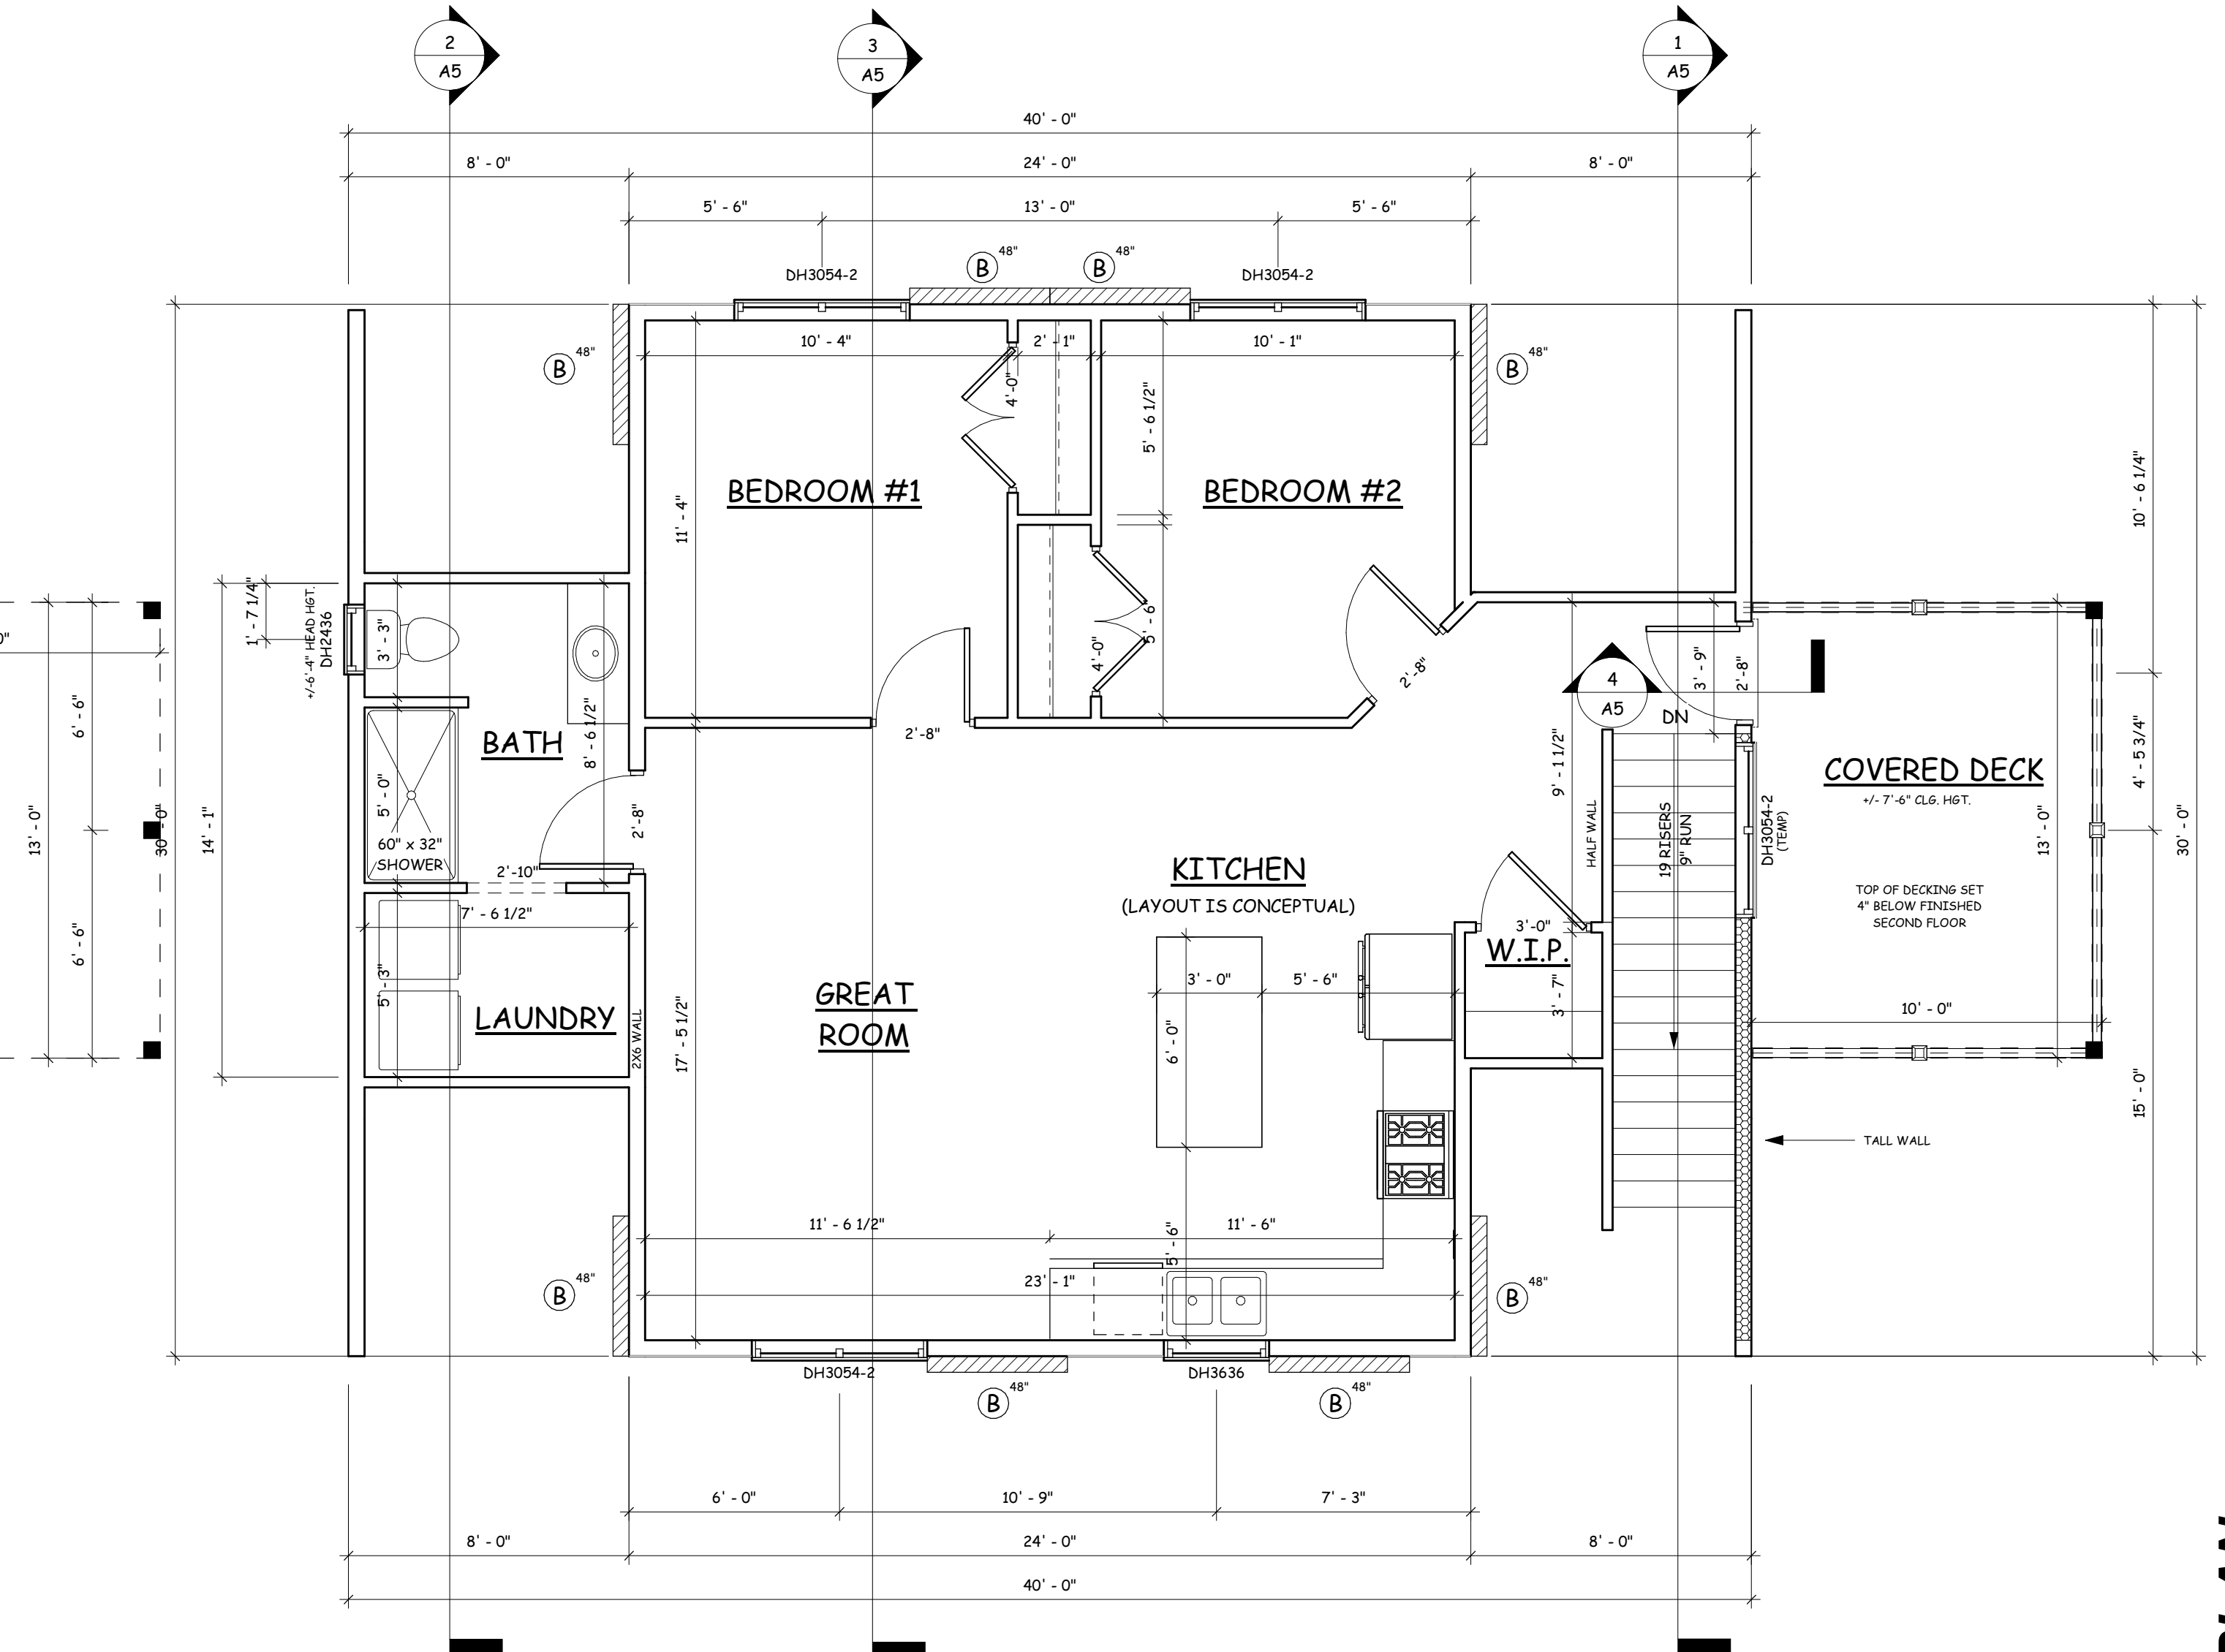 2
A5
3
A5
1
A5
40' - 0"
8' - 0"
24' - 0"
8' - 0"
5' - 6"
13' - 0"
5' - 6"
DH3054-2
B
48"
B
48"
DH3054-2
B
48"
B
48"
10' - 4"
2' - 1"
10' - 1"
4'-0"
5' - 6 1/2"
BEDROOM #1
BEDROOM #2
11' - 4"
10' - 6 1/4"
1' - 7 1/4"
+/-6'-4" HEAD HGT.
DH2436
3' - 3"
0"
6' - 6"
5' - 6"
4'-0"
2'-8"
3' - 9"
2'-8"
4
A5
DN
BATH
8' - 6 1/2"
2'-8"
9' - 1 1/2"
COVERED DECK
+/- 7'-6" CLG. HGT.
4' - 5 3/4"
13' - 0"
30' - 0"
14' - 1"
5' - 0"
60" x 32"
SHOWER
2'-8"
2'-10"
HALF WALL
19 RISERS
9" RUN
DH3054-2
(TEMP)
13' - 0"
30' - 0"
KITCHEN
(LAYOUT IS CONCEPTUAL)
TOP OF DECKING SET
4" BELOW FINISHED
SECOND FLOOR
7' - 6 1/2"
6' - 6"
5' - 3"
3'-0"
W.I.P.
3' - 7"
3' - 0"
5' - 6"
GREAT
ROOM
LAUNDRY
2X6 WALL
17' - 5 1/2"
6' - 0"
10' - 0"
15' - 0"
TALL WALL
11' - 6 1/2"
11' - 6"
5' - 6"
23' - 1"
B
48"
B
48"
DH3054-2
B
48"
DH3636
B
48"
6' - 0"
10' - 9"
7' - 3"
8' - 0"
24' - 0"
8' - 0"
40' - 0"